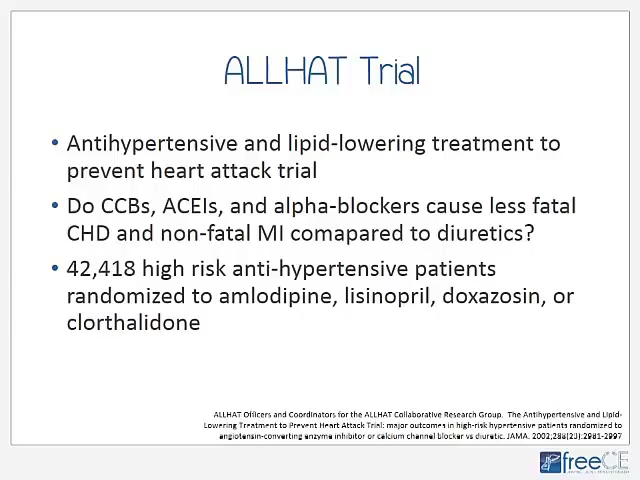 ALLHAT Trial
• Antihypertensive and lipid-lowering treatment to
prevent heart attack trial
• Do CCBs, ACEIs, and alpha-blockers cause less fatal
CHD and non-fatal MI comapared to diuretics?
• 42,418 high risk anti-hypertensive patients
randomized to amlodipine, lisinopril, doxazosin, or
clorthalidone
ALLHAT Officers and Coordinators for the ALLHAT Collaborative Research Group. The Antihypertensive and Lipid-
Lowering Treatment to Prevent Heart Attack Trial: major outcomes in high-risk hypertensive patients randomized to
angiotensin-converting enzyme inhibitor or calcium channel blocker vs diuretic. JAMA. 2002;288(23):2981-2997
freeCE